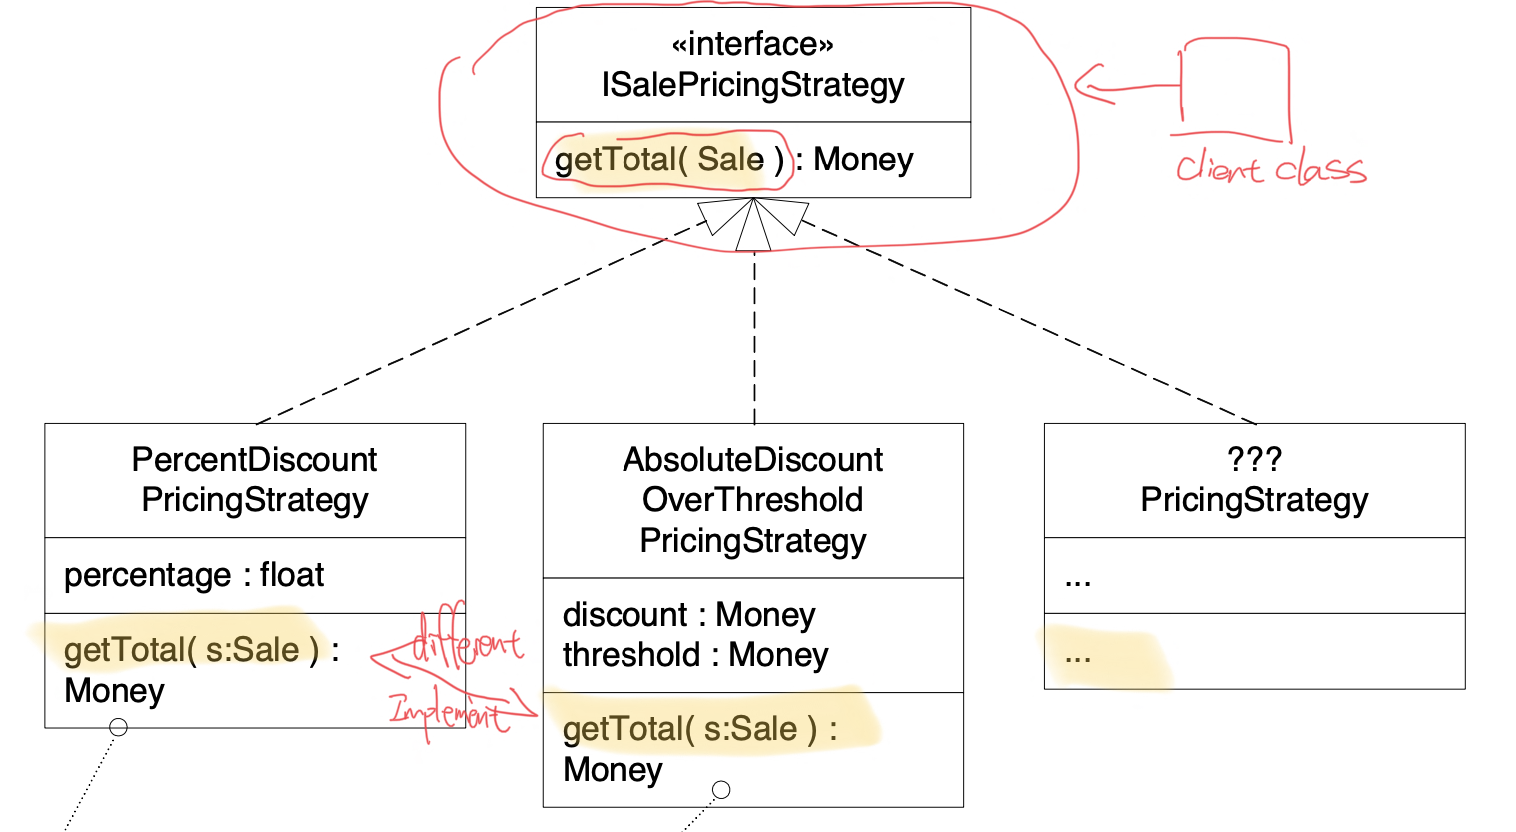 «interface»
ISalePricingStrategy
getTotal( Sale ) : Money
client class
PercentDiscount
PricingStrategy
percentage : float
getTotal( s:Sale ) :
Money
different
Implement
AbsoluteDiscount
OverThreshold
PricingStrategy
discount : Money
threshold : Money
getTotal( s:Sale ) :
Money
???
PricingStrategy
...
...